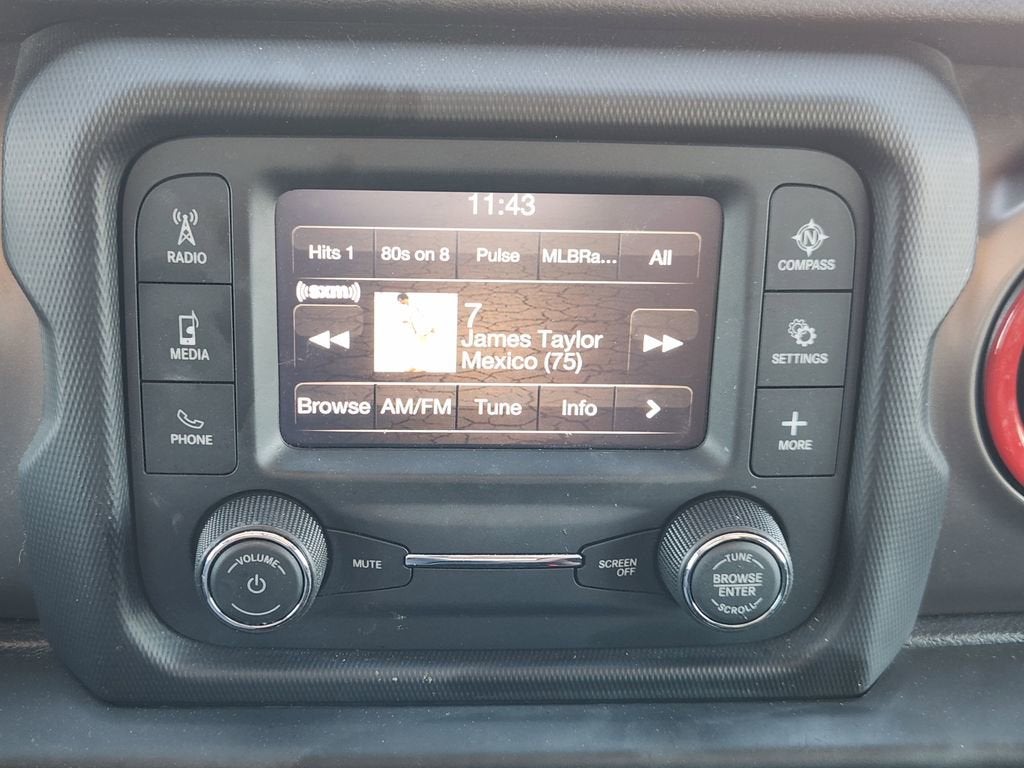 11:43
Hits 1 80s on 8 Pulse MLBRa... All
((sxm))
7
James Taylor
Mexico (75)
Browse AM/FM Tune Info >
RADIO
MEDIA
PHONE
N
COMPASS
SETTINGS
+
MORE
VOLUME
MUTE
SCREEN
OFF
TUNE
BROWSE
ENTER
SCROLL